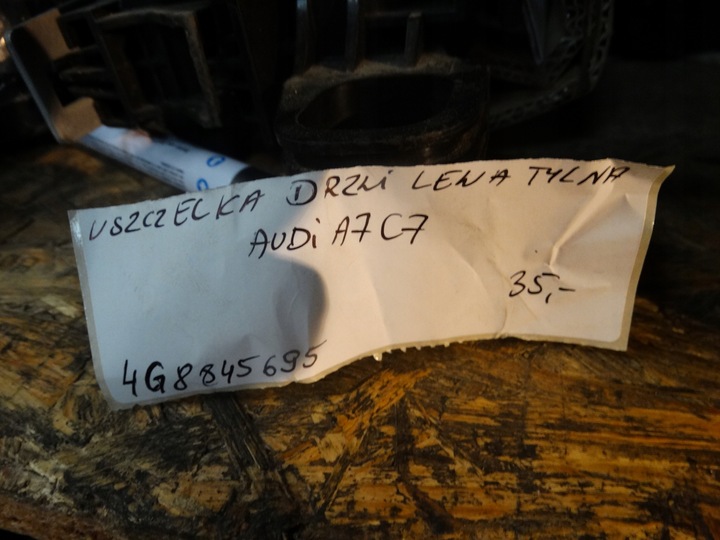 USZCZELKA DRZWI LEWA TYLNA
AUDi A7 C7
35,-
4G8845695